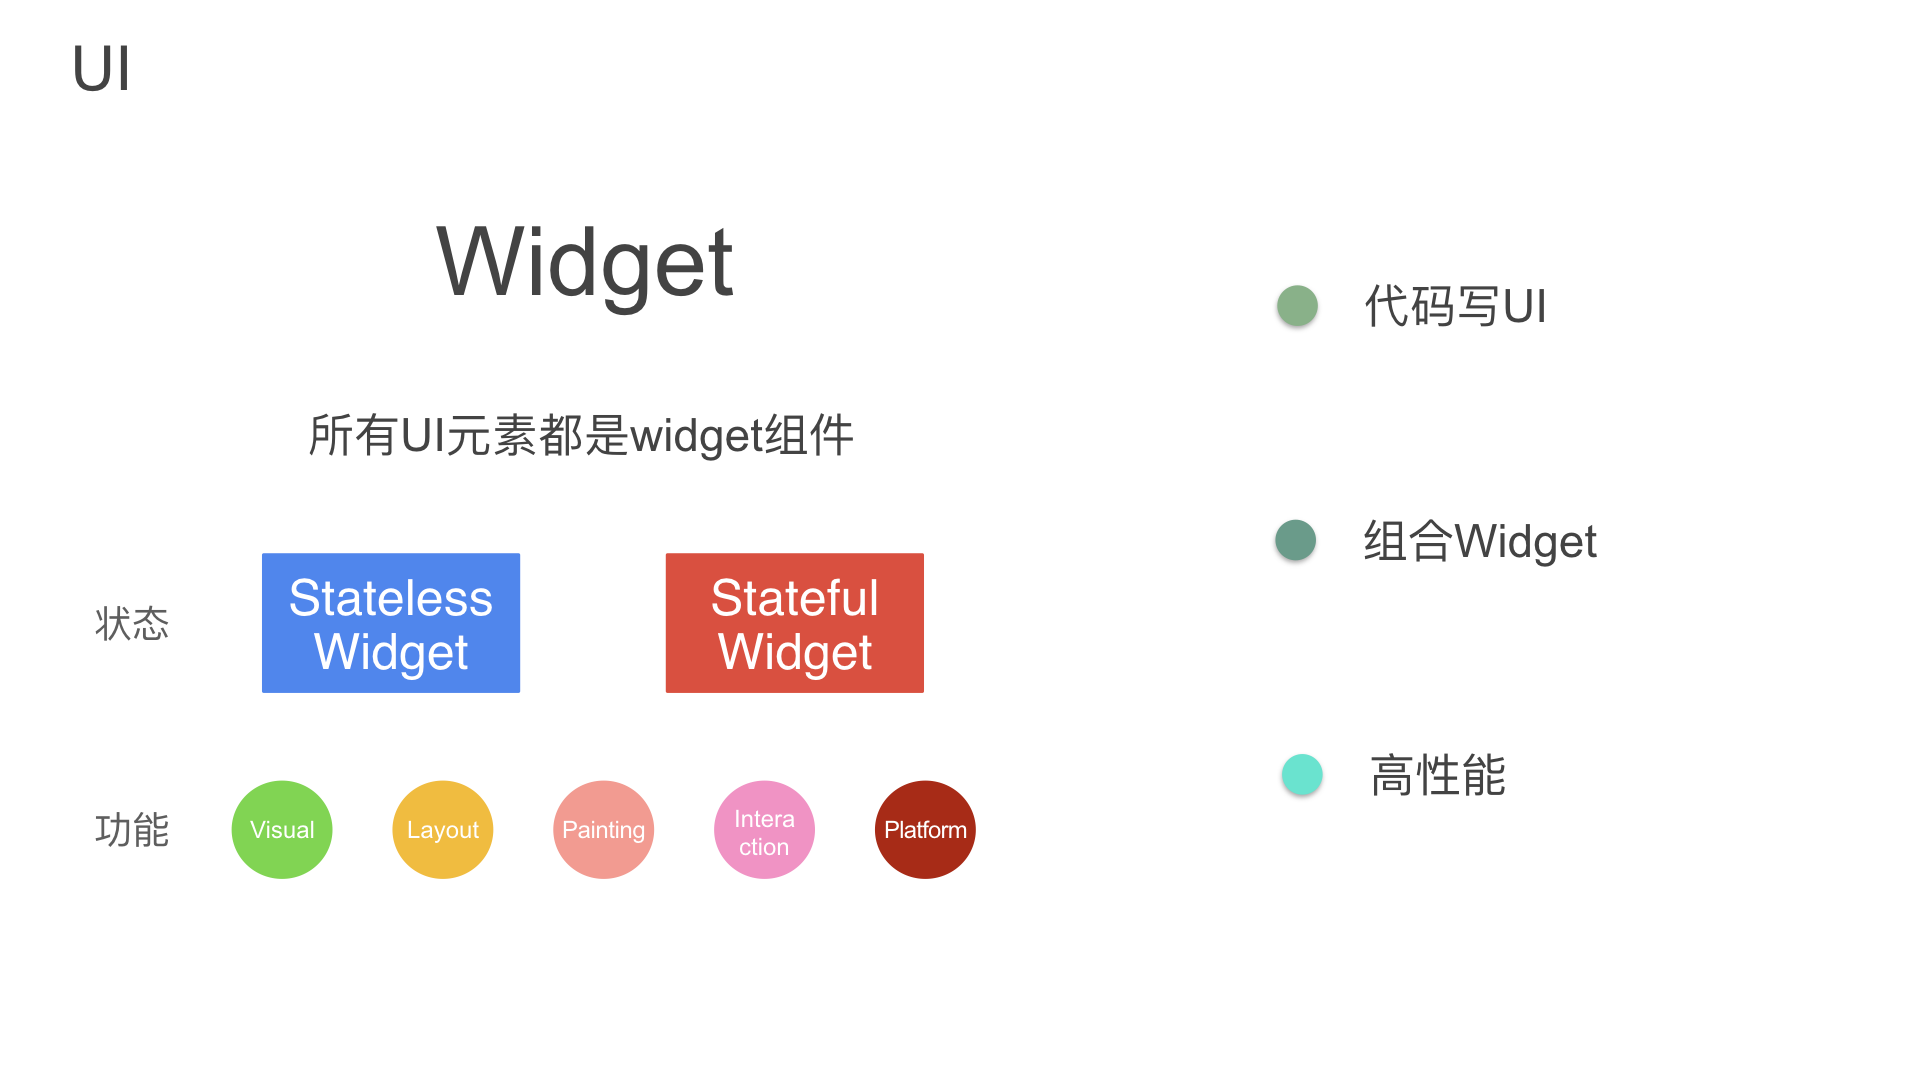 UI
Widget
所有UI元素都是widget组件
状态
Stateless
Widget
Stateful
Widget
功能
Visual
Layout
Painting
Intera
ction
Platform
代码写UI
组合Widget
高性能